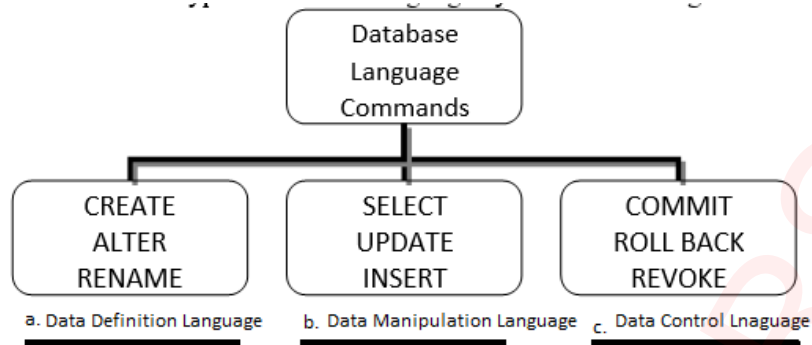 Database
Language
Commands
CREATE
ALTER
RENAME
SELECT
UPDATE
INSERT
COMMIT
ROLL BACK
REVOKE
a. Data Definition Language
b. Data Manipulation Language
c. Data Control Lnaguage